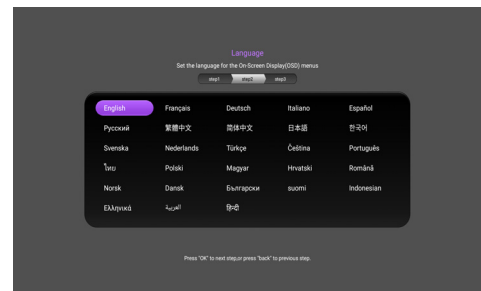 Language
Set the language for the On-Screen Display(OSD) menus
step1 step2 step3
English Français Deutsch Italiano Español
Русский 繁體中文 简体中文 日本語 한국어
Svenska Nederlands Türkçe Čeština Português
ไทย Polski Magyar Hrvatski Română
Norsk Dansk Български suomi Indonesian
Ελληνικά العربية हिन्दी
Press "OK" to next step,or press "back" to previous step.